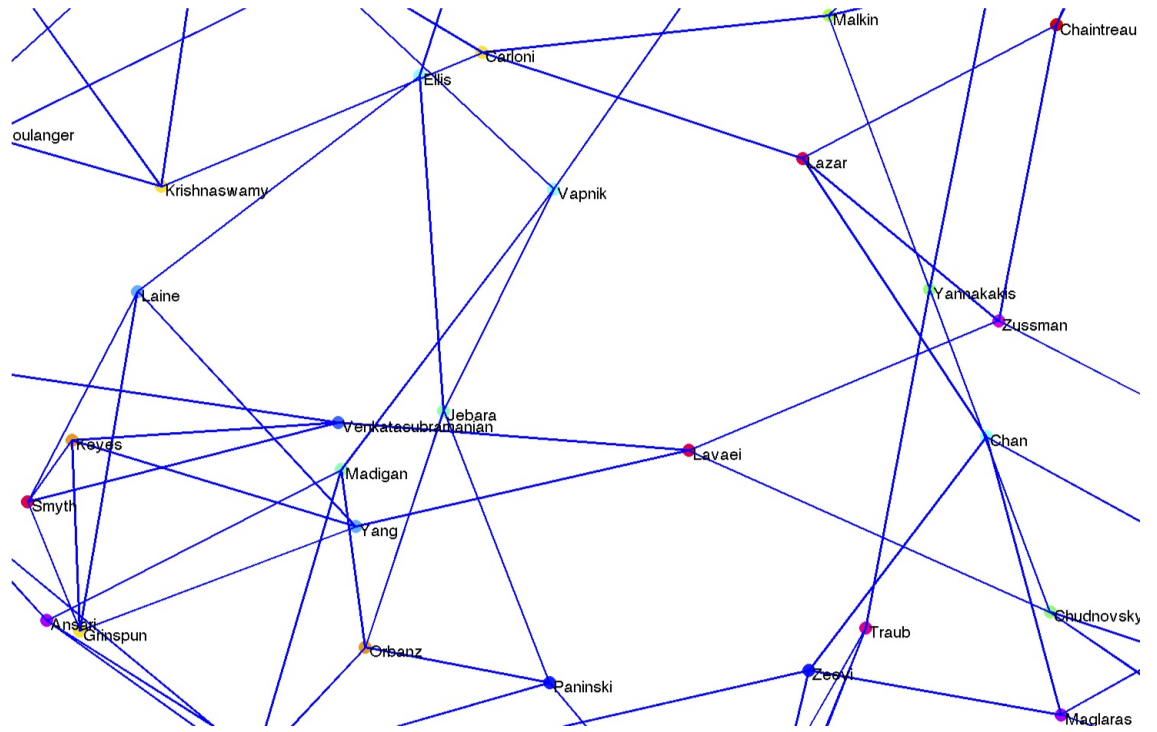 Malkin
Chaintreau
Carloni
Ellis
oulanger
Lazar
Krishnaswamy
Vapnik
Laine
Yannakakis
Zussman
Jebara
Venkatasubramanian
Keyes
Chan
Lavaei
Madigan
Smyth
Yang
Chudnovsky
Ansari
Traub
Grinspun
Orbanz
Zeevi
Paninski
Maglaras